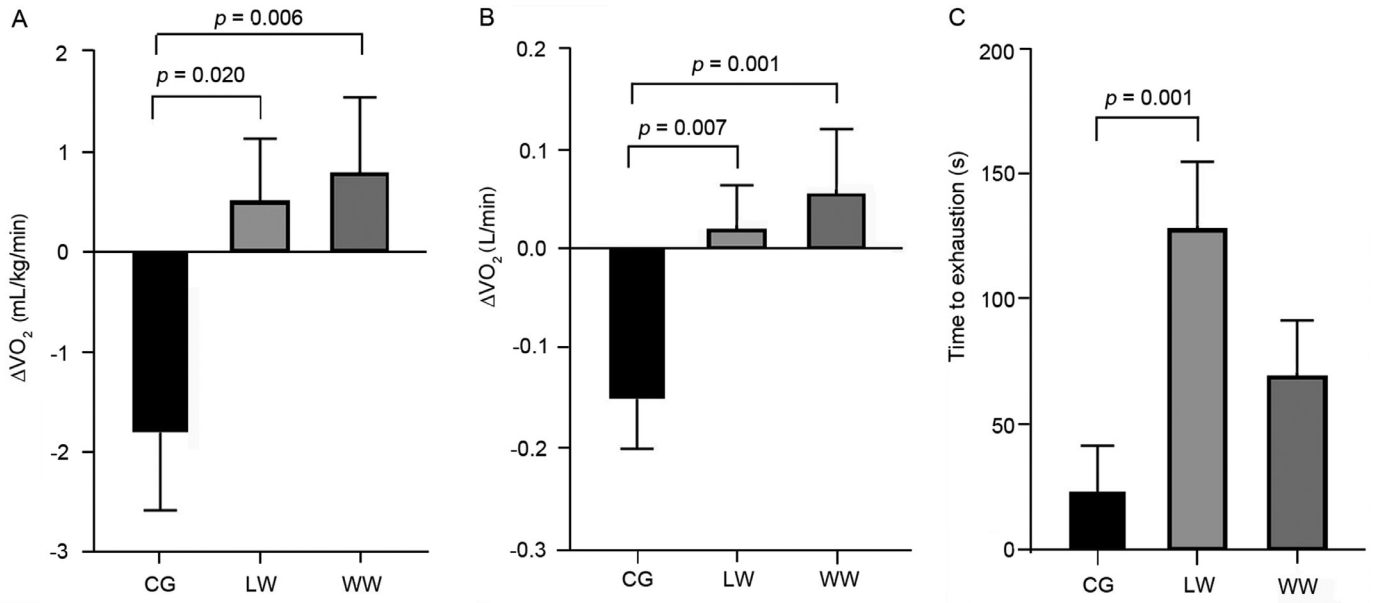 A
p = 0.006
p = 0.020
2
1
0
-1
-2
-3
ΔVO2 (mL/kg/min)
CG LW WW
B
p = 0.001
p = 0.007
0.2
0.1
0.0
-0.1
-0.2
-0.3
ΔVO2 (L/min)
CG LW WW
C
p = 0.001
200
150
100
50
0
Time to exhaustion (s)
CG LW WW